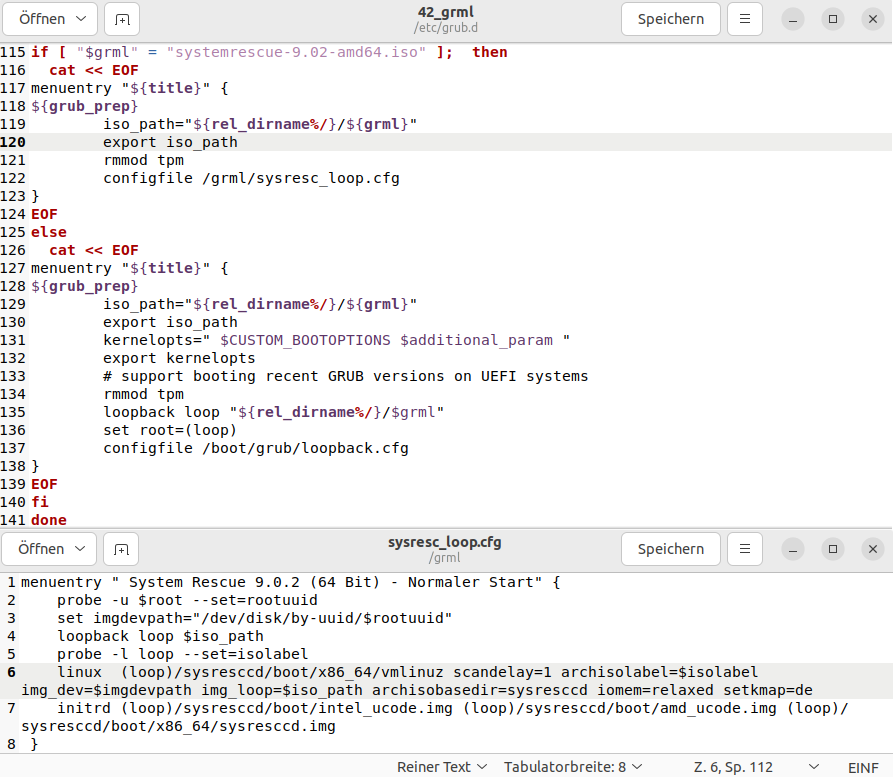 Öffnen
42_grml
/etc/grub.d
Speichern
115 if [ "$grml" = "systemrescue-9.02-amd64.iso" ];  then
116   cat << EOF
117 menuentry "${title}" {
118 ${grub_prep}
119         iso_path="${rel_dirname%/}/${grml}"
120         export iso_path
121         rmmod tpm
122         configfile /grml/sysresc_loop.cfg
123 }
124 EOF
125 else
126   cat << EOF
127 menuentry "${title}" {
128 ${grub_prep}
129         iso_path="${rel_dirname%/}/${grml}"
130         export iso_path
131         kernelopts=" $CUSTOM_BOOTOPTIONS $additional_param "
132         export kernelopts
133         # support booting recent GRUB versions on UEFI systems
134         rmmod tpm
135         loopback loop "${rel_dirname%/}/$grml"
136         set root=(loop)
137         configfile /boot/grub/loopback.cfg
138 }
139 EOF
140 fi
141 done
Öffnen
sysresc_loop.cfg
/grml
Speichern
1 menuentry " System Rescue 9.0.2 (64 Bit) - Normaler Start" {
2     probe -u $root --set=rootuuid
3     set imgdevpath="/dev/disk/by-uuid/$rootuuid"
4     loopback loop $iso_path
5     probe -l loop --set=isolabel
6     linux  (loop)/sysresccd/boot/x86_64/vmlinuz scandelay=1 archisolabel=$isolabel
img_dev=$imgdevpath img_loop=$iso_path archisobasedir=sysresccd iomem=relaxed setkmap=de
7     initrd (loop)/sysresccd/boot/intel_ucode.img (loop)/sysresccd/boot/amd_ucode.img (loop)/
sysresccd/boot/x86_64/sysresccd.img
8  }
Reiner Text
Tabulatorbreite: 8
Z. 6, Sp. 112
EINF